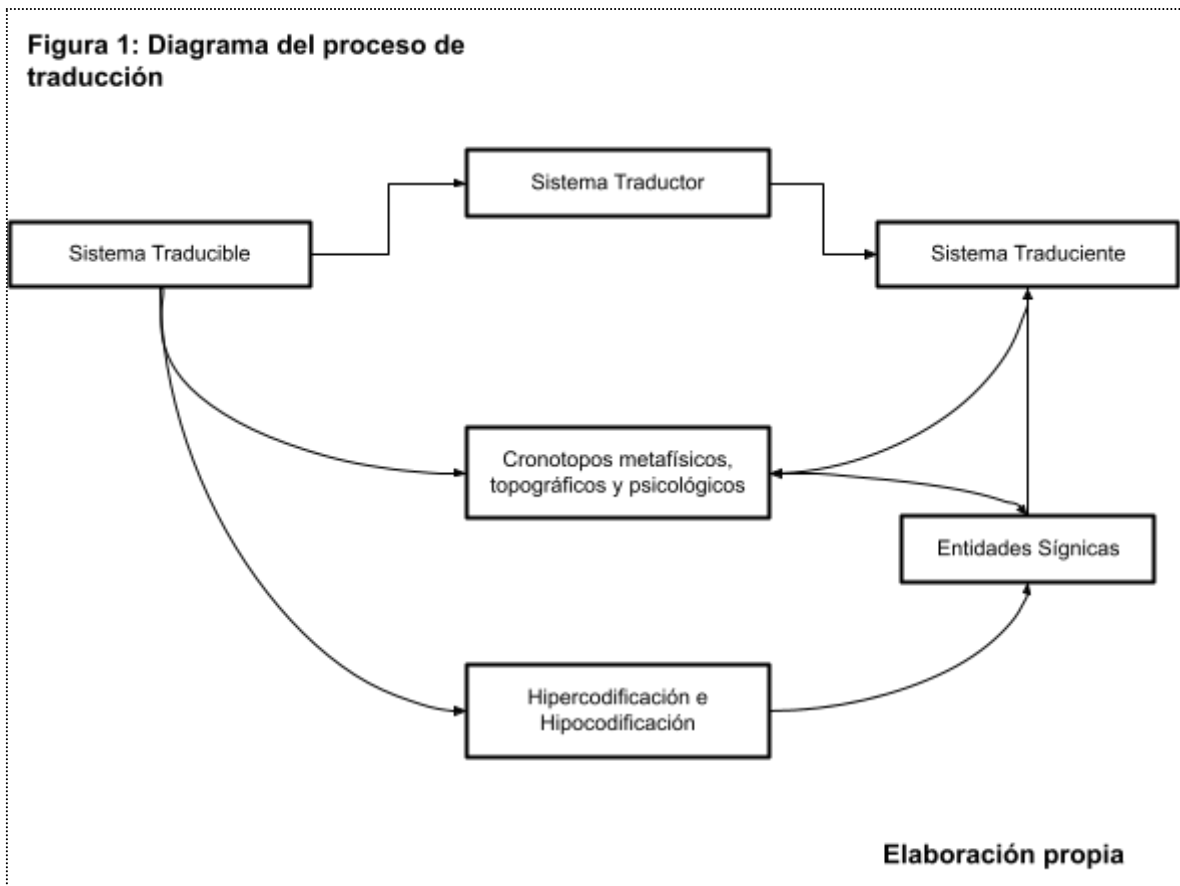 Figura 1: Diagrama del proceso de
traducción
Sistema Traductor
Sistema Traducible
Sistema Traduciente
Cronotopos metafísicos,
topográficos y psicológicos
Entidades Sígnicas
Hipercodificación e
Hipocodificación
Elaboración propia